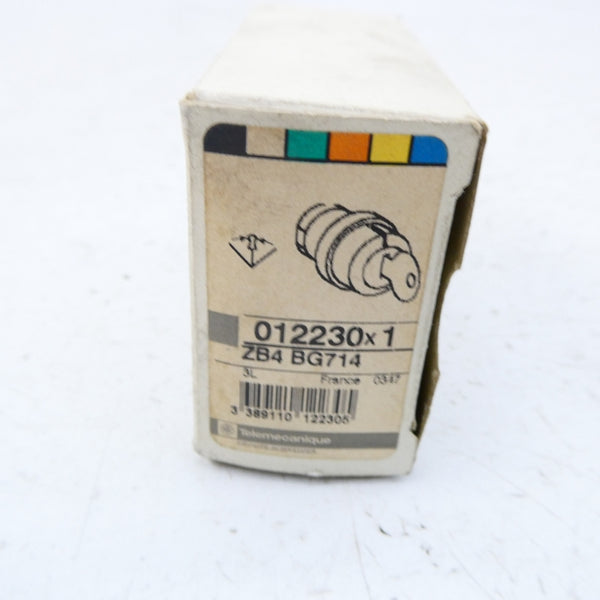 012230x1
ZB4 BG714
3L France 0347
3 389110 122305
Telemecanique